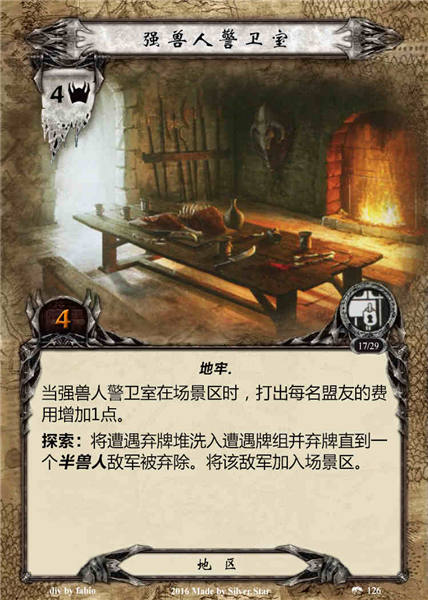 强兽人警卫室
4
4
17/29
地牢.
当强兽人警卫室在场景区时，打出每名盟友的费
用增加1点。
探索：将遭遇弃牌堆洗入遭遇牌组并弃牌直到一
个半兽人敌军被弃除。将该敌军加入场景区。
地区
diy by fabio
2016 Made by Silver Star
126